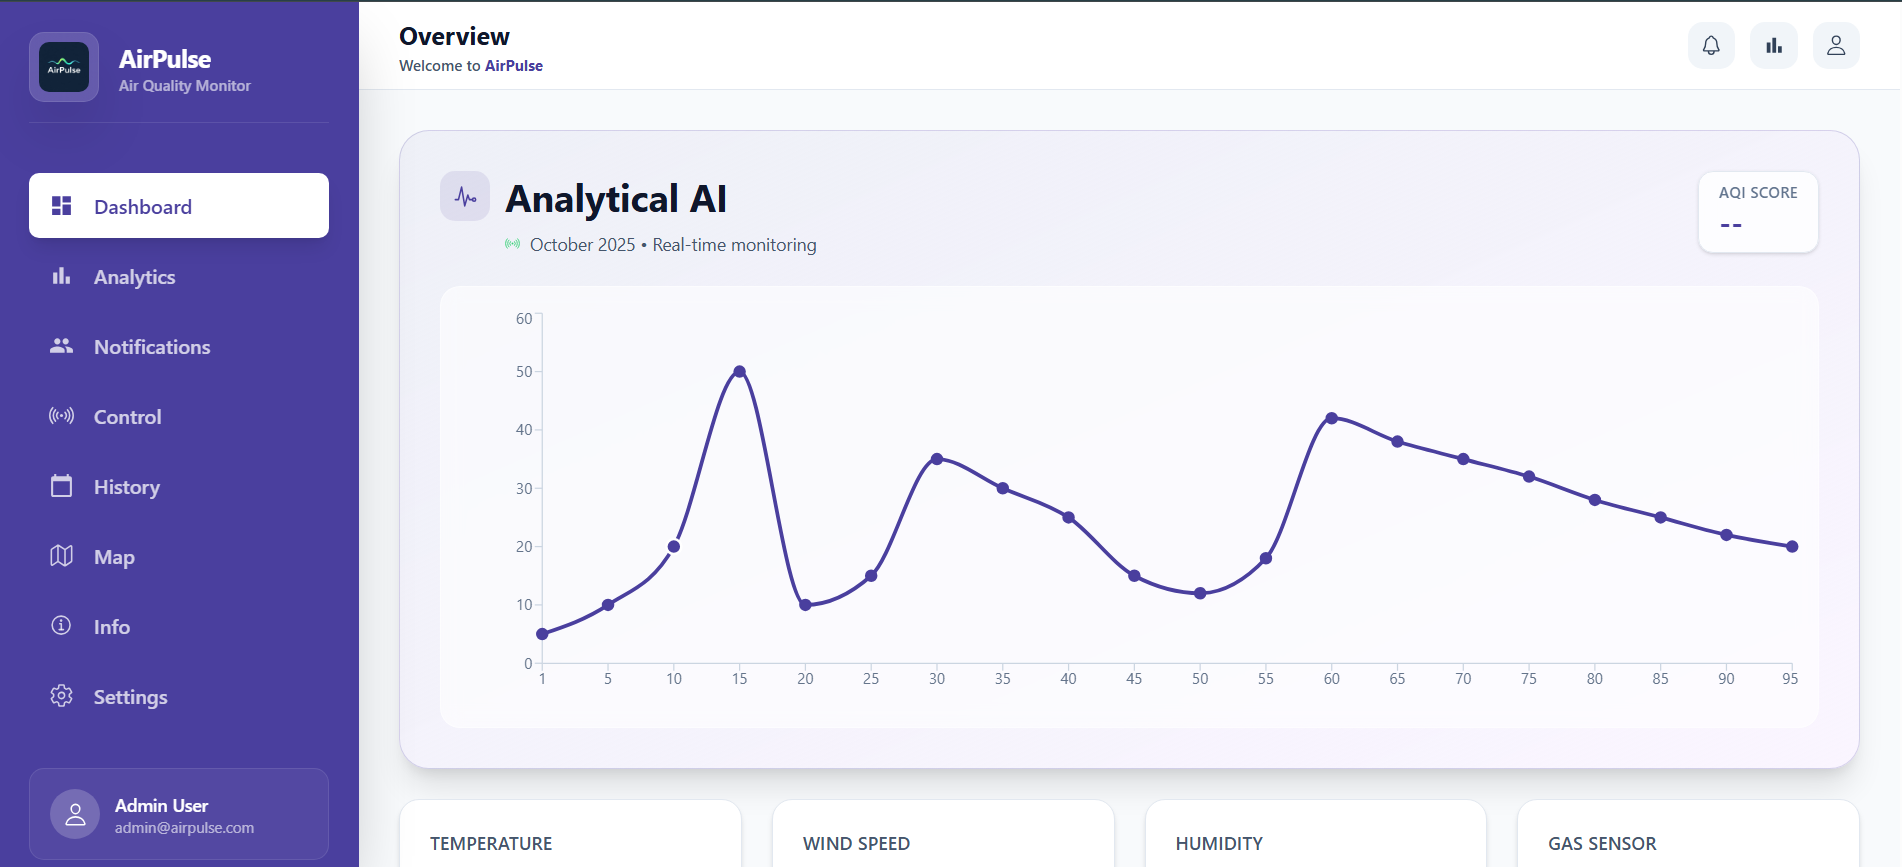 AirPulse
AirPulse
Air Quality Monitor
Dashboard
Analytics
Notifications
Control
History
Map
Info
Settings
Admin User
admin@airpulse.com
Overview
Welcome to AirPulse
Analytical AI
October 2025 • Real-time monitoring
AQI SCORE
--
60
50
40
30
20
10
0
1 5 10 15 20 25 30 35 40 45 50 55 60 65 70 75 80 85 90 95
TEMPERATURE
WIND SPEED
HUMIDITY
GAS SENSOR